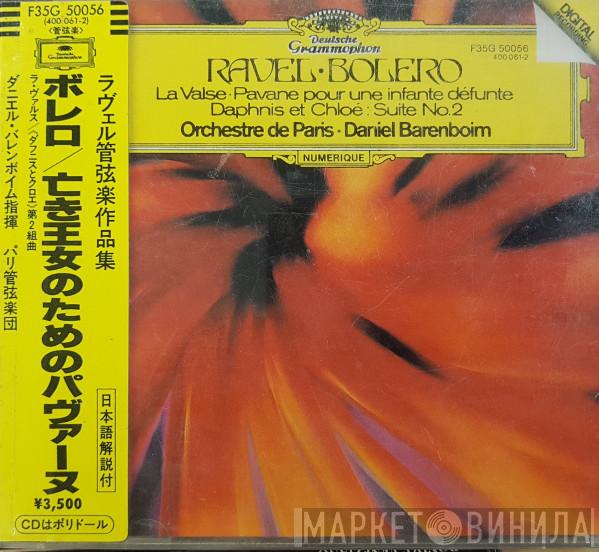 F35G 50056
(400 061-2)
〈管弦楽〉
Deutsche
Grammophon
ラヴェル管弦楽作品集
ボレロ/亡き王女のためのパヴァーヌ
ラ・ヴァルス/《ダフニスとクロエ》第2組曲
ダニエル・バレンボイム指揮 パリ管弦楽団
日本語解説付
¥3,500
CDはポリドール
Deutsche
Grammophon
F35G 50056
400 061-2
RAVEL·BOLERO
La Valse·Pavane pour une infante défunte
Daphnis et Chloé: Suite No.2
Orchestre de Paris·Daniel Barenboim
NUMERIQUE
DIGITAL
RECORDING
МАРКЕТ ВИНИЛА